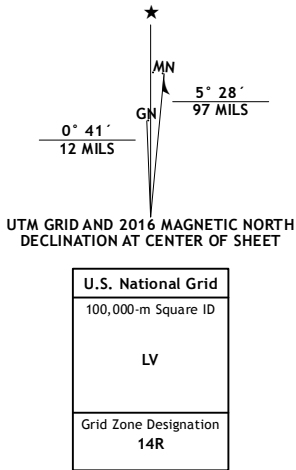 ★
MN
GN
5° 28´
97 MILS
0° 41´
12 MILS
UTM GRID AND 2016 MAGNETIC NORTH
DECLINATION AT CENTER OF SHEET
U.S. National Grid
100,000-m Square ID
LV
Grid Zone Designation
14R